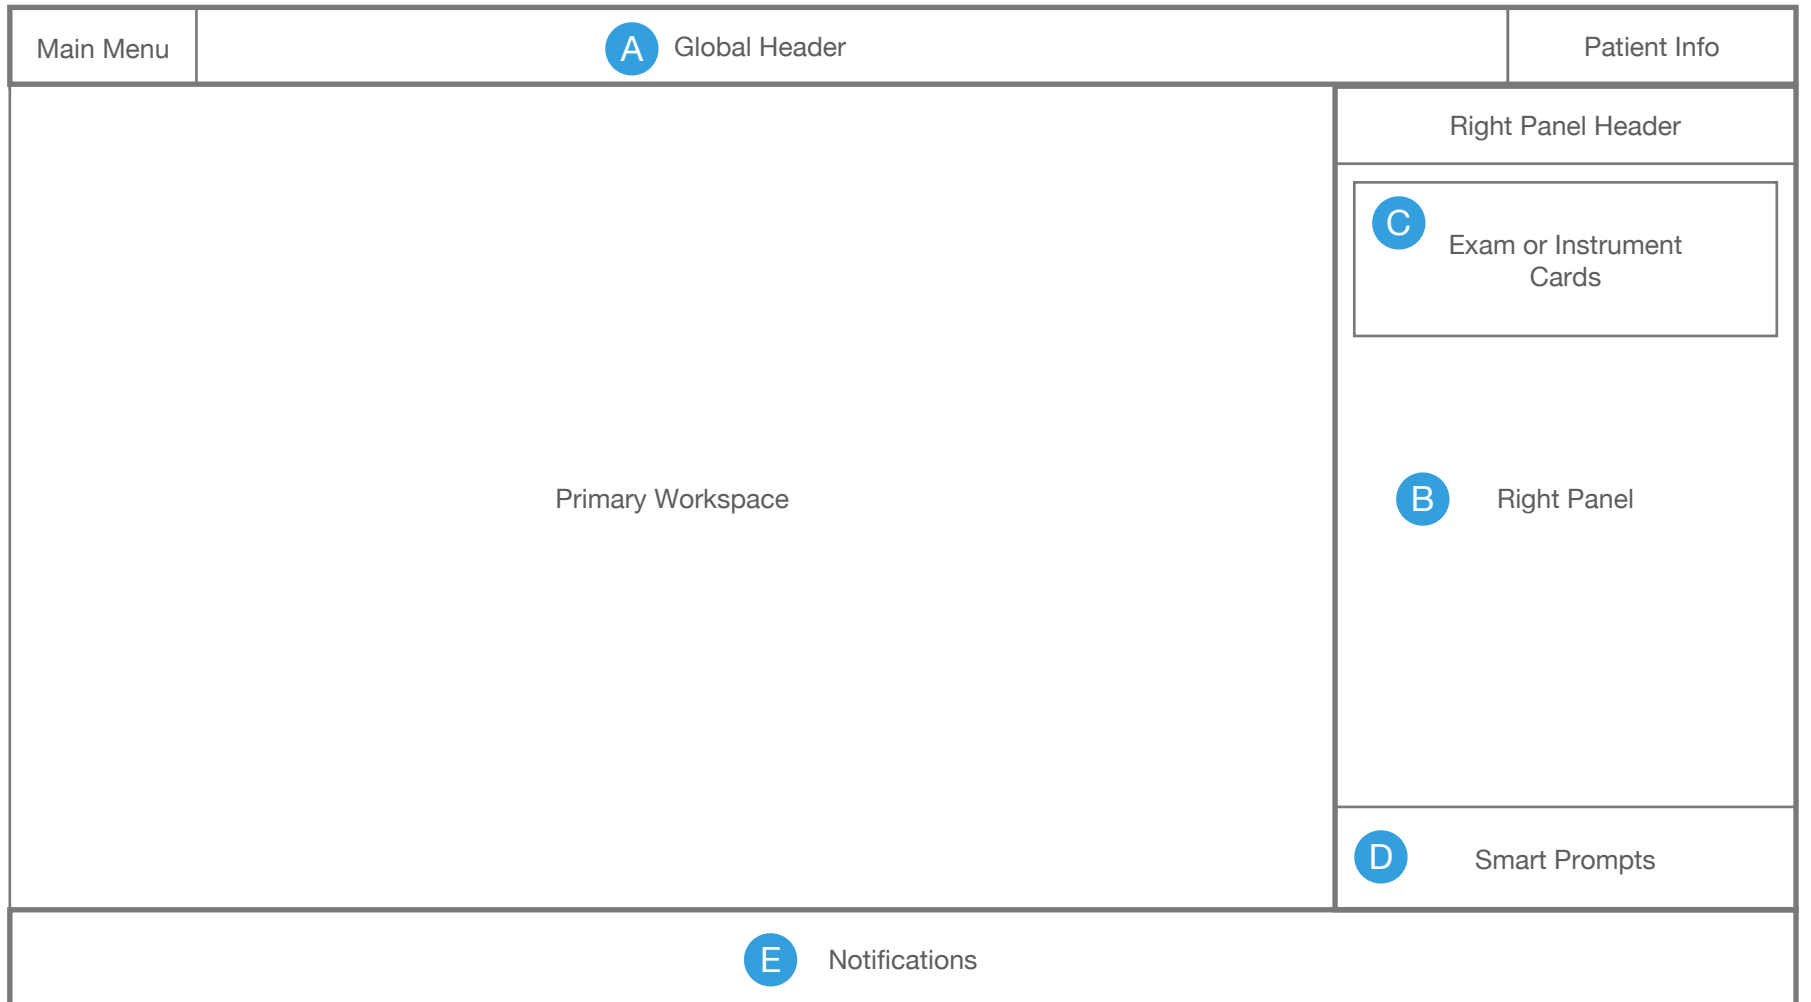 Main Menu
A Global Header
Patient Info
Right Panel Header
C
Exam or Instrument
Cards
Primary Workspace
B Right Panel
D Smart Prompts
E Notifications